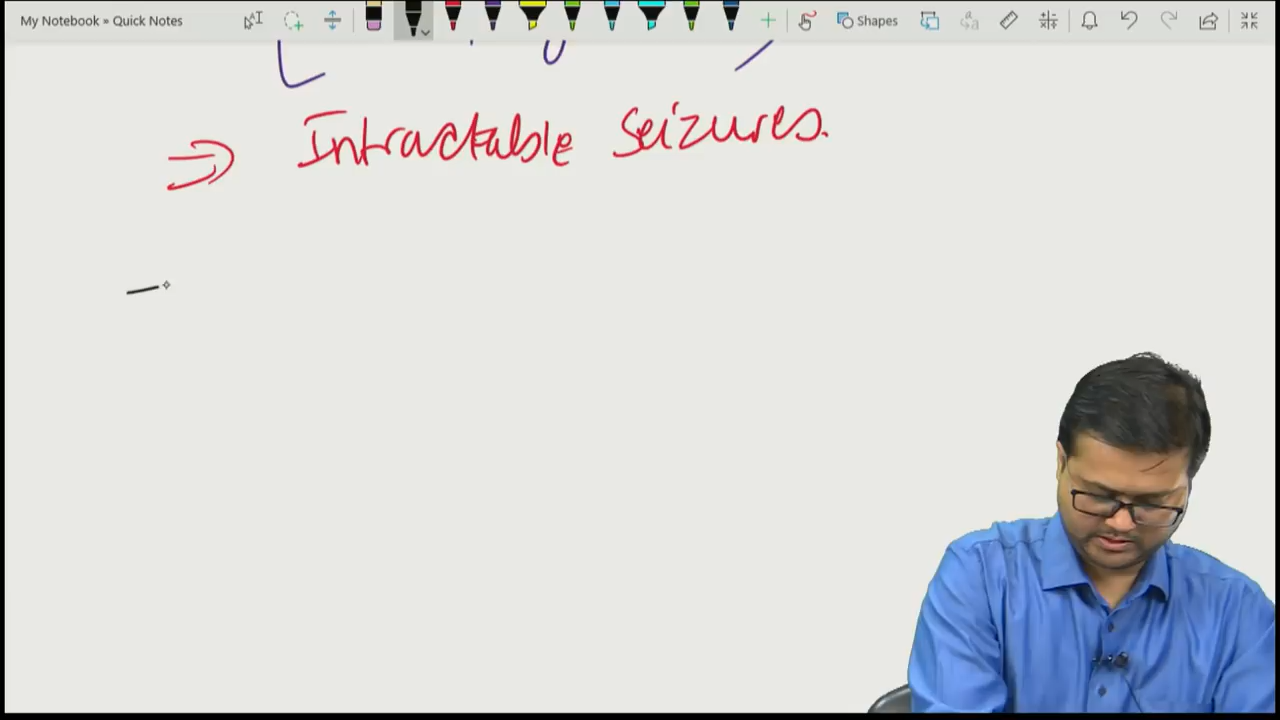 My Notebook » Quick Notes
Shapes
⇒ Intractable Seizures.